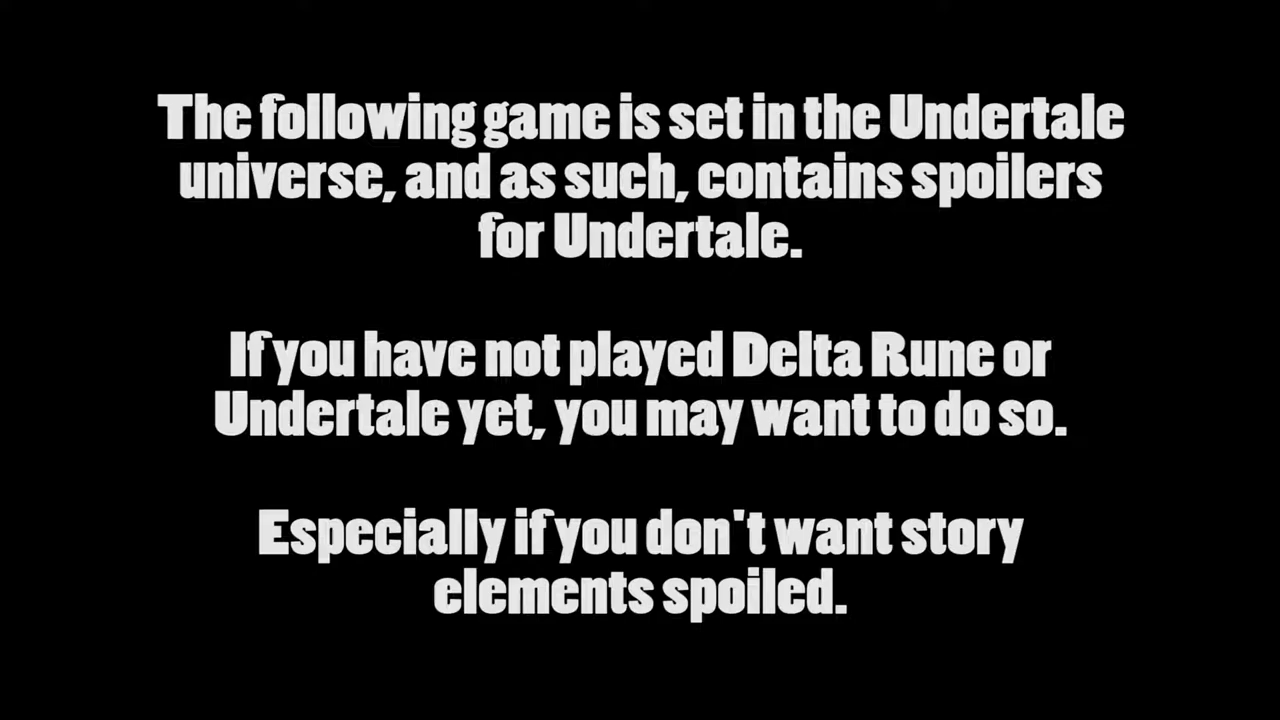 The following game is set in the Undertale
universe, and as such, contains spoilers
for Undertale.
If you have not played Delta Rune or
Undertale yet, you may want to do so.
Especially if you don't want story
elements spoiled.